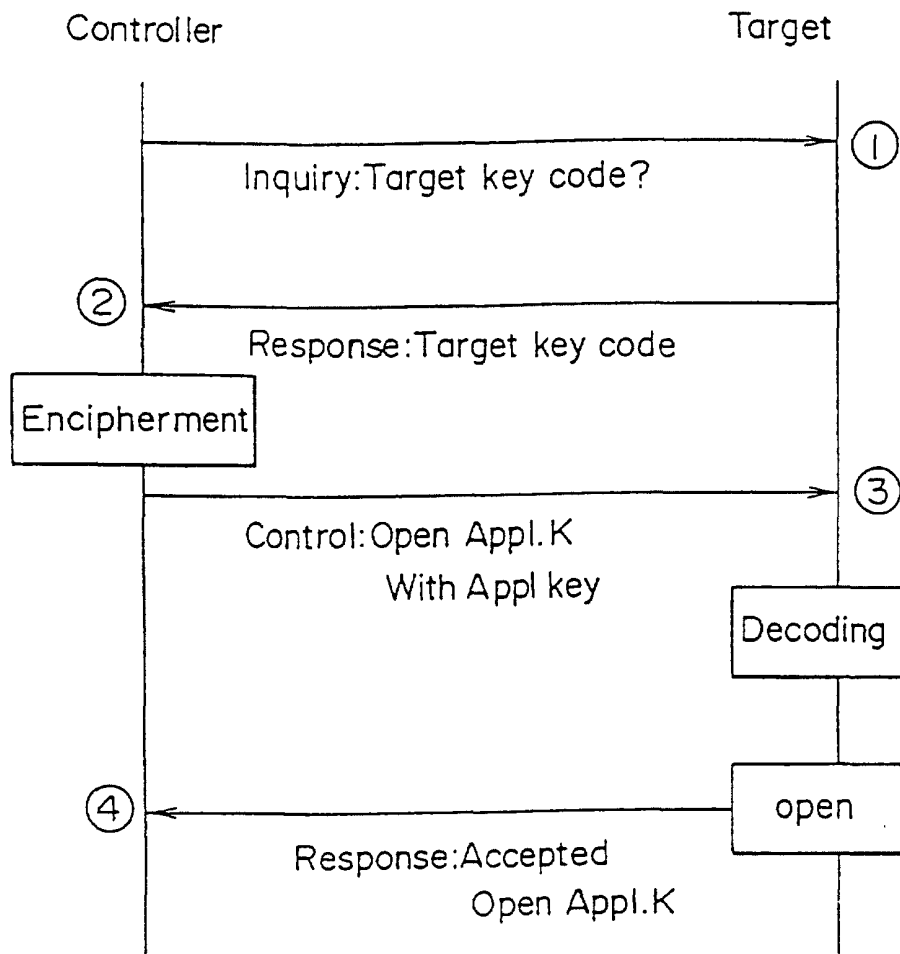 Controller
Target
①
Inquiry:Target key code?
②
Response:Target key code
Encipherment
③
Control:Open Appl.K
With Appl key
Decoding
open
④
Response:Accepted
Open Appl.K